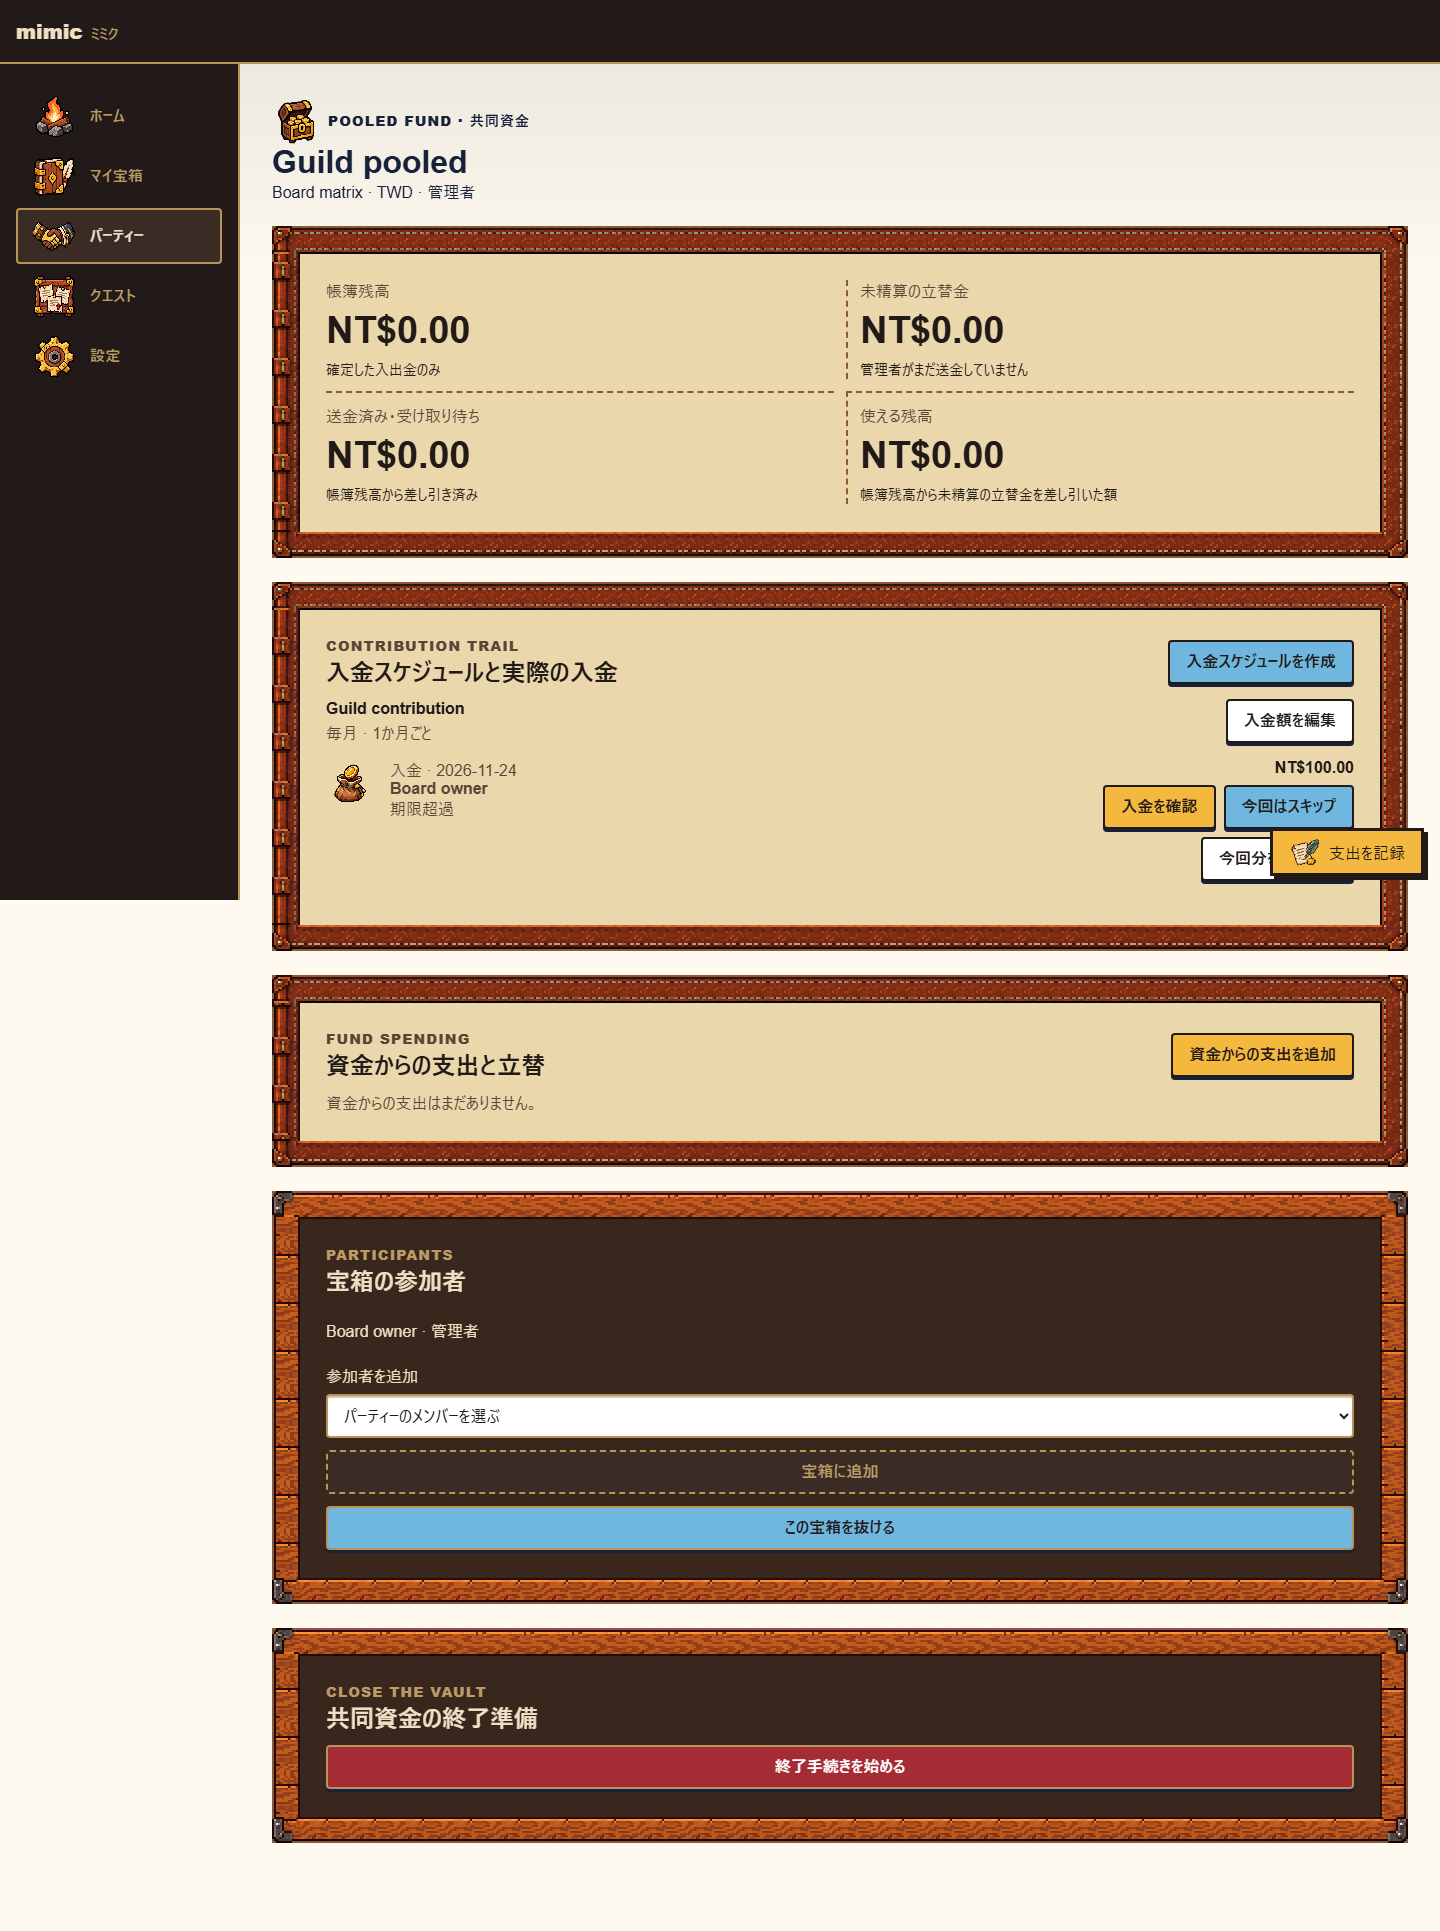 mimic ミミク
ホーム
マイ宝箱
パーティー
クエスト
設定
POOLED FUND・共同資金
Guild pooled
Board matrix · TWD · 管理者
帳簿残高
NT$0.00
確定した入出金のみ
未精算の立替金
NT$0.00
管理者がまだ送金していません
送金済み・受け取り待ち
NT$0.00
帳簿残高から差し引き済み
使える残高
NT$0.00
帳簿残高から未精算の立替金を差し引いた額
CONTRIBUTION TRAIL
入金スケジュールと実際の入金
入金スケジュールを作成
Guild contribution
毎月 · 1か月ごと
入金額を編集
入金 · 2026-11-24
Board owner
期限超過
NT$100.00
入金を確認
今回はスキップ
今回分
支出を記録
FUND SPENDING
資金からの支出と立替
資金からの支出を追加
資金からの支出はまだありません。
PARTICIPANTS
宝箱の参加者
Board owner · 管理者
参加者を追加
パーティーのメンバーを選ぶ
宝箱に追加
この宝箱を抜ける
CLOSE THE VAULT
共同資金の終了準備
終了手続きを始める